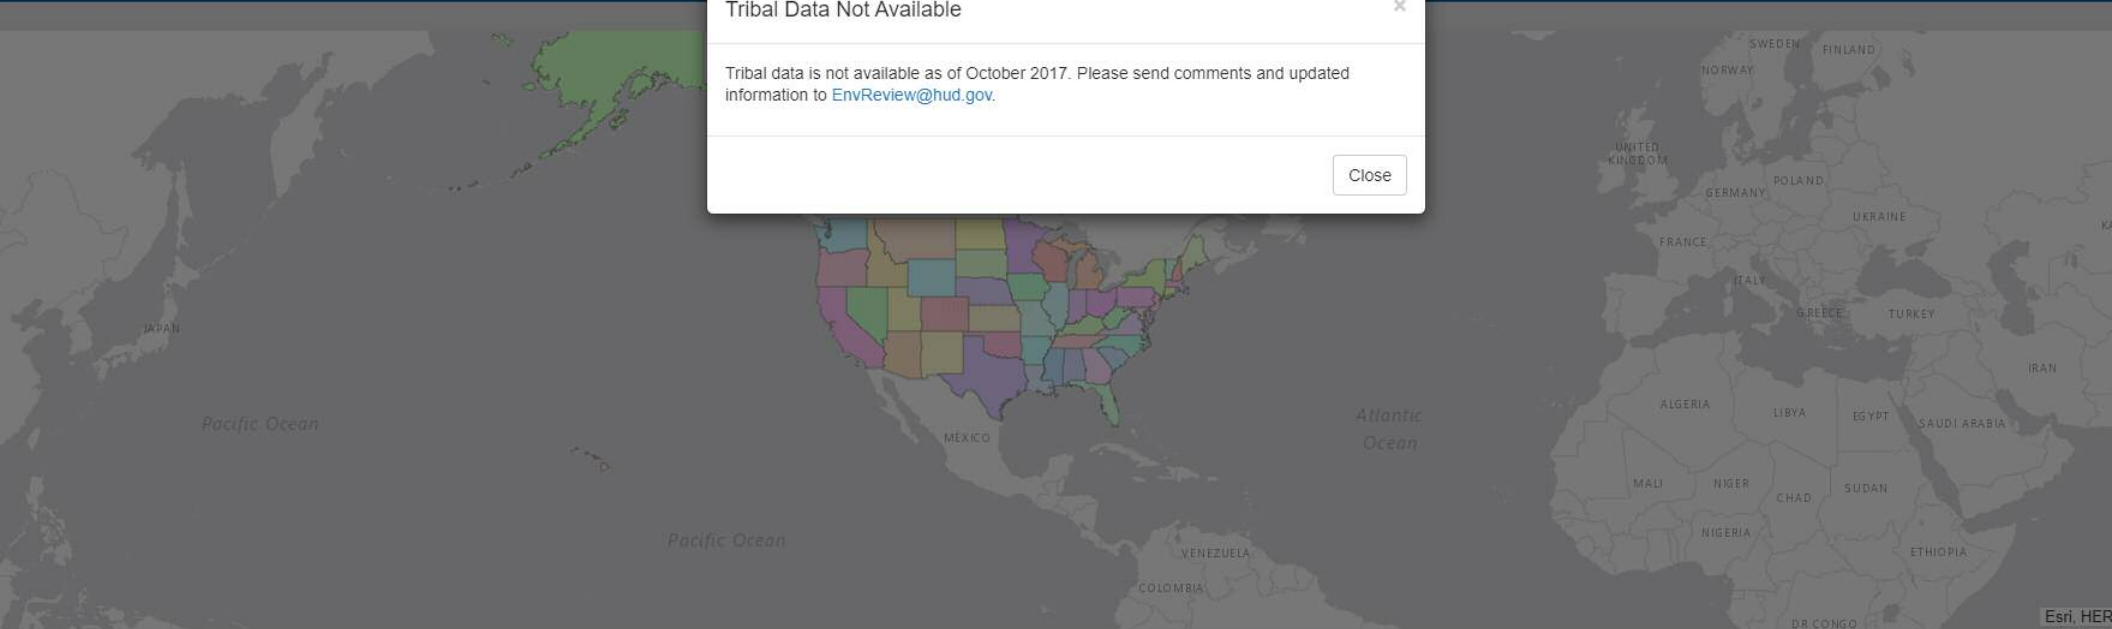 Tribal Data Not Available
×
Tribal data is not available as of October 2017. Please send comments and updated
information to EnvReview@hud.gov.
Close
SWEDEN
FINLAND
NORWAY
UNITED
KINGDOM
POLAND
GERMANY
UKRAINE
FRANCE
ITALY
GREECE
TURKEY
JAPAN
IRAN
ALGERIA
LIBYA
EGYPT
SAUDI ARABIA
Pacific Ocean
Atlantic
Ocean
MÉXICO
MALI
NIGER
CHAD
SUDAN
NIGERIA
Pacific Ocean
VENEZUELA
ETHIOPIA
COLOMBIA
DR CONGO
Esri, HER